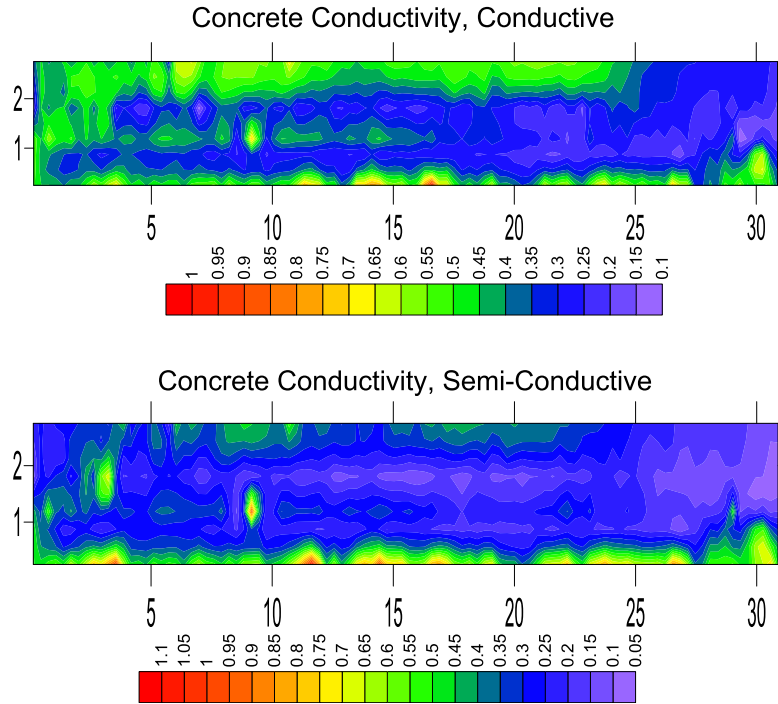 Concrete Conductivity, Conductive
2
1
5 10 15 20 25 30
1 0.95 0.9 0.85 0.8 0.75 0.7 0.65 0.6 0.55 0.5 0.45 0.4 0.35 0.3 0.25 0.2 0.15 0.1
Concrete Conductivity, Semi-Conductive
2
1
5 10 15 20 25 30
1.1 1.05 1 0.95 0.9 0.85 0.8 0.75 0.7 0.65 0.6 0.55 0.5 0.45 0.4 0.35 0.3 0.25 0.2 0.15 0.1 0.05